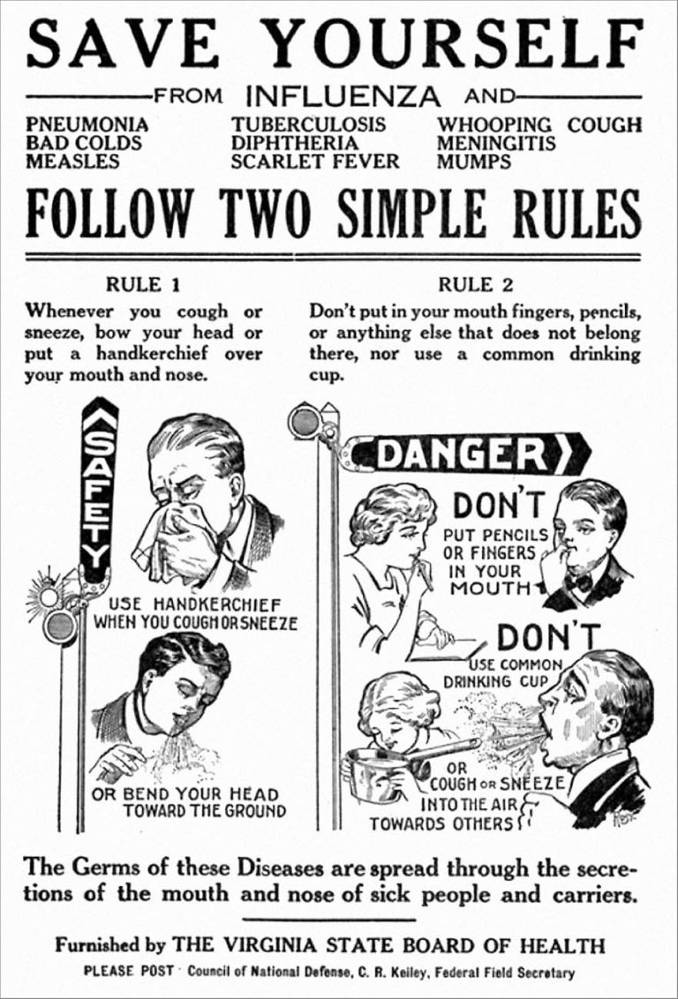 SAVE YOURSELF
FROM INFLUENZA AND
PNEUMONIA TUBERCULOSIS WHOOPING COUGH
BAD COLDS DIPHTHERIA MENINGITIS
MEASLES SCARLET FEVER MUMPS
FOLLOW TWO SIMPLE RULES
RULE 1
Whenever you cough or
sneeze, bow your head or
put a handkerchief over
your mouth and nose.
RULE 2
Don't put in your mouth fingers, pencils,
or anything else that does not belong
there, nor use a common drinking
cup.
SAFETY
USE HANDKERCHIEF
WHEN YOU COUGH OR SNEEZE
OR BEND YOUR HEAD
TOWARD THE GROUND
DANGER
DON'T
PUT PENCILS
OR FINGERS
IN YOUR
MOUTH
DON'T
USE COMMON
DRINKING CUP
OR
COUGH OR SNEEZE
INTO THE AIR
TOWARDS OTHERS
The Germs of these Diseases are spread through the secre-
tions of the mouth and nose of sick people and carriers.
Furnished by THE VIRGINIA STATE BOARD OF HEALTH
PLEASE POST · Council of National Defense, C. R. Keiley, Federal Field Secretary